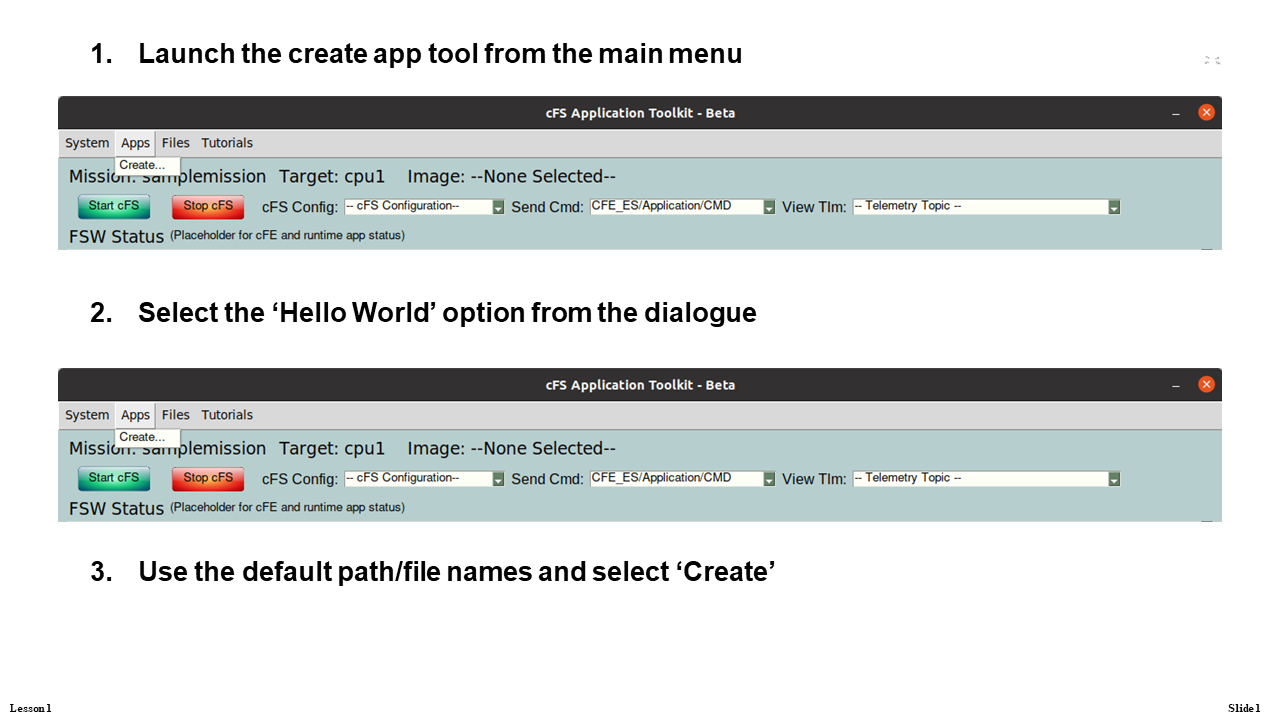 1. Launch the create app tool from the main menu
cFS Application Toolkit - Beta
System Apps Files Tutorials
Create...
Mission: samplemission Target: cpu1 Image: --None Selected--
Start cFS Stop cFS cFS Config: -- cFS Configuration-- Send Cmd: CFE_ES/Application/CMD View Tlm: -- Telemetry Topic --
FSW Status (Placeholder for cFE and runtime app status)
2. Select the ‘Hello World’ option from the dialogue
cFS Application Toolkit - Beta
System Apps Files Tutorials
Create...
Mission: samplemission Target: cpu1 Image: --None Selected--
Start cFS Stop cFS cFS Config: -- cFS Configuration-- Send Cmd: CFE_ES/Application/CMD View Tlm: -- Telemetry Topic --
FSW Status (Placeholder for cFE and runtime app status)
3. Use the default path/file names and select ‘Create’
Lesson 1 Slide 1